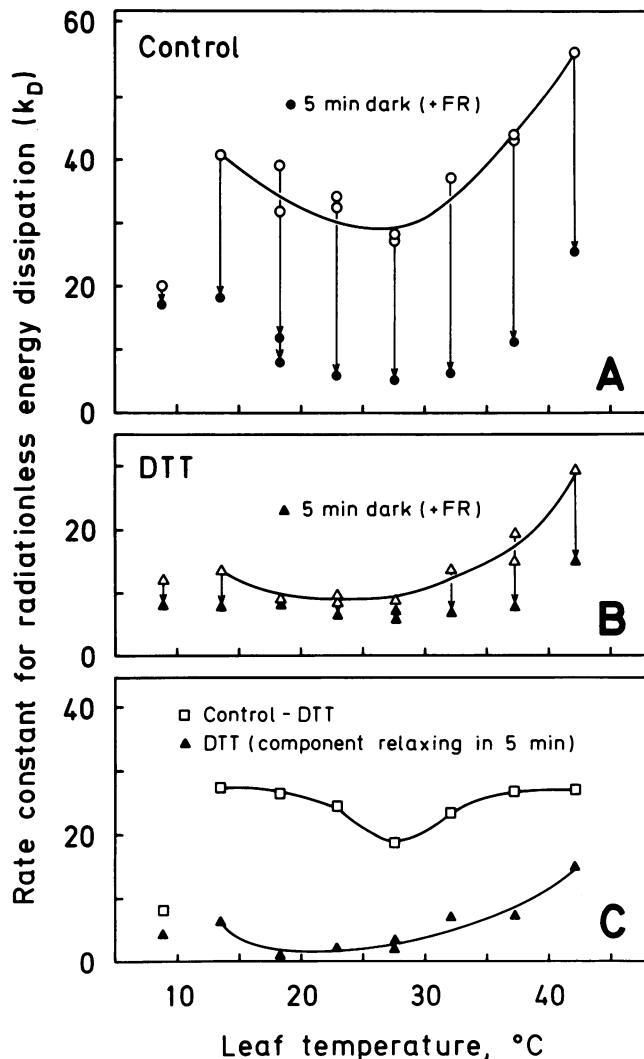 Rate constant for radiationless energy dissipation (kD)
60
Control
● 5 min dark (+FR)
40
20
A
0
DTT
▲ 5 min dark (+FR)
20
B
0
40
□ Control - DTT
▲ DTT (component relaxing in 5 min)
20
C
0
10 20 30 40
Leaf temperature, °C